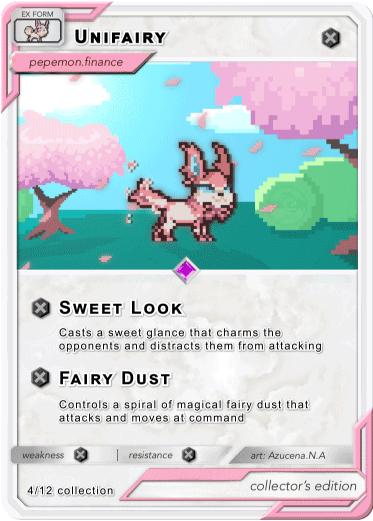 EX FORM
UNIFAIRY
pepemon.finance
SWEET LOOK
Casts a sweet glance that charms the
opponents and distracts them from attacking
FAIRY DUST
Controls a spiral of magical fairy dust that
attacks and moves at command
weakness | resistance art: Azucena.N.A
4/12 collection
collector's edition